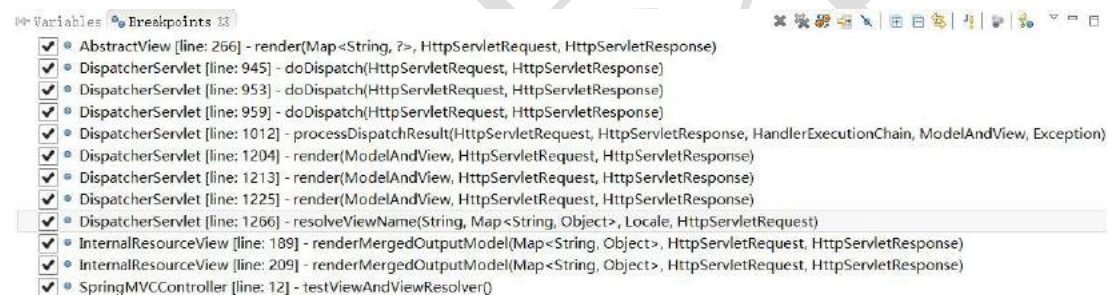 Variables Breakpoints
AbstractView [line: 266] - render(Map<String, ?>, HttpServletRequest, HttpServletResponse)
DispatcherServlet [line: 945] - doDispatch(HttpServletRequest, HttpServletResponse)
DispatcherServlet [line: 953] - doDispatch(HttpServletRequest, HttpServletResponse)
DispatcherServlet [line: 959] - doDispatch(HttpServletRequest, HttpServletResponse)
DispatcherServlet [line: 1012] - processDispatchResult(HttpServletRequest, HttpServletResponse, HandlerExecutionChain, ModelAndView, Exception)
DispatcherServlet [line: 1204] - render(ModelAndView, HttpServletRequest, HttpServletResponse)
DispatcherServlet [line: 1213] - render(ModelAndView, HttpServletRequest, HttpServletResponse)
DispatcherServlet [line: 1225] - render(ModelAndView, HttpServletRequest, HttpServletResponse)
DispatcherServlet [line: 1266] - resolveViewName(String, Map<String, Object>, Locale, HttpServletRequest)
InternalResourceView [line: 189] - renderMergedOutputModel(Map<String, Object>, HttpServletRequest, HttpServletResponse)
InternalResourceView [line: 209] - renderMergedOutputModel(Map<String, Object>, HttpServletRequest, HttpServletResponse)
SpringMVCController [line: 12] - testViewAndViewResolver()